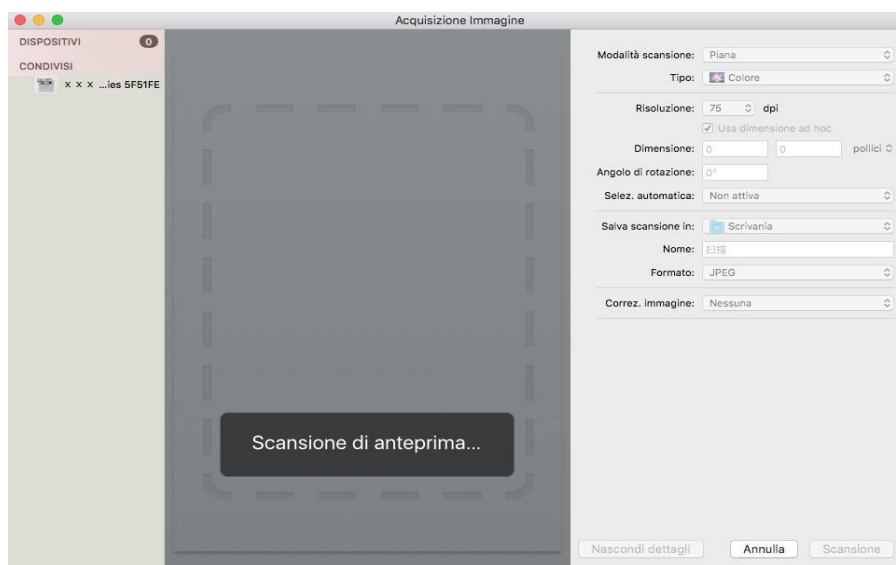 Acquisizione Immagine
DISPOSITIVI 0
CONDIVISI
x x x ...ies 5F51FE
Scansione di anteprima...
Modalità scansione: Piana
Tipo: Colore
Risoluzione: 75 dpi
Usa dimensione ad hoc
Dimensione: 0 0 pollici
Angolo di rotazione: 0°
Selez. automatica: Non attiva
Salva scansione in: Scrivania
Nome: 扫描
Formato: JPEG
Correz. immagine: Nessuna
Nascondi dettagli Annulla Scansione